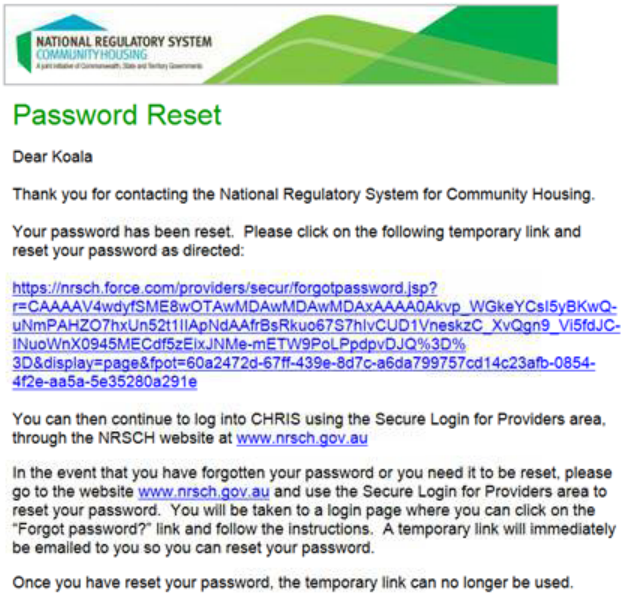 NATIONAL REGULATORY SYSTEM
COMMUNITY HOUSING
A joint initiative of Commonwealth, State and Territory Governments
Password Reset
Dear Koala
Thank you for contacting the National Regulatory System for Community Housing.
Your password has been reset.  Please click on the following temporary link and
reset your password as directed:
https://nrsch.force.com/providers/secur/forgotpassword.jsp?
r=CAAAAV4wdyfSME8wOTAwMDAwMDAwMDAxAAAA0Akvp_WGkeYCsI5yBKwQ-
uNmPAHZO7hxUn52t1IIApNdAAfrBsRkuo67S7hIvCUD1VneskzC_XvQgn9_Vi5fdJC-
INuoWnX0945MECdf5zEixJNMe-mETW9PoLPpdpvDJQ%3D%
3D&display=page&fpot=60a2472d-67ff-439e-8d7c-a6da799757cd14c23afb-0854-
4f2e-aa5a-5e35280a291e
You can then continue to log into CHRIS using the Secure Login for Providers area,
through the NRSCH website at www.nrsch.gov.au
In the event that you have forgotten your password or you need it to be reset, please
go to the website www.nrsch.gov.au and use the Secure Login for Providers area to
reset your password.  You will be taken to a login page where you can click on the
"Forgot password?" link and follow the instructions.  A temporary link will immediately
be emailed to you so you can reset your password.
Once you have reset your password, the temporary link can no longer be used.